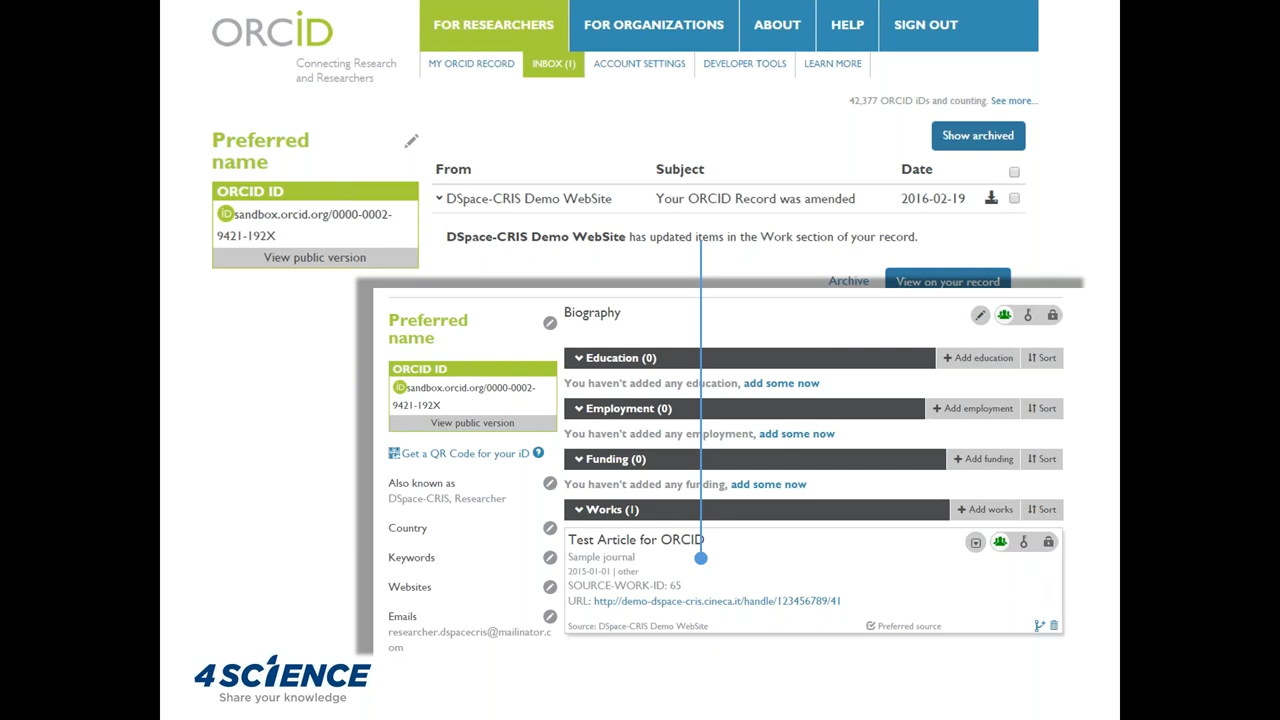 ORCID
Connecting Research
and Researchers
FOR RESEARCHERS FOR ORGANIZATIONS ABOUT HELP SIGN OUT
MY ORCID RECORD INBOX (1) ACCOUNT SETTINGS DEVELOPER TOOLS LEARN MORE
42,377 ORCID iDs and counting. See more...
Preferred
name
ORCID ID
iD sandbox.orcid.org/0000-0002-
9421-192X
View public version
Show archived
From Subject Date
DSpace-CRIS Demo WebSite Your ORCID Record was amended 2016-02-19
DSpace-CRIS Demo WebSite has updated items in the Work section of your record.
Archive View on your record
Preferred
name
ORCID ID
iD sandbox.orcid.org/0000-0002-
9421-192X
View public version
Get a QR Code for your iD ?
Also known as
DSpace-CRIS, Researcher
Country
Keywords
Websites
Emails
researcher.dspacecris@mailinator.c
om
Biography
Education (0) + Add education Sort
You haven't added any education, add some now
Employment (0) + Add employment Sort
You haven't added any employment, add some now
Funding (0) + Add funding Sort
You haven't added any funding, add some now
Works (1) + Add works Sort
Test Article for ORCID
Sample journal
2015-01-01 | other
SOURCE-WORK-ID: 65
URL: http://demo-dspace-cris.cineca.it/handle/123456789/41
Source: DSpace-CRIS Demo WebSite Preferred source
4SCIENCE
Share your knowledge